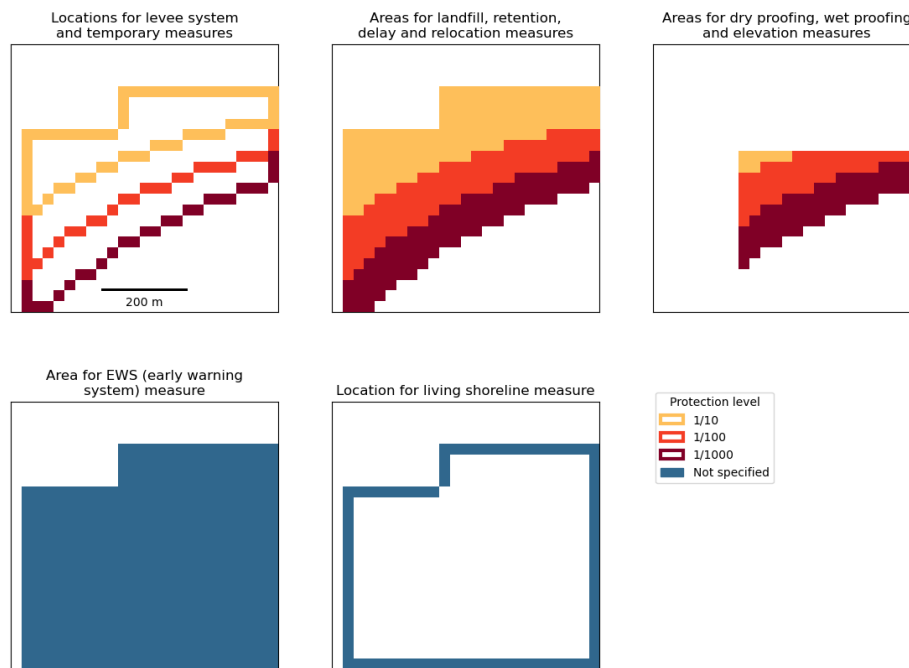 Locations for levee system
and temporary measures
Areas for landfill, retention,
delay and relocation measures
Areas for dry proofing, wet proofing
and elevation measures
200 m
Area for EWS (early warning
system) measure
Location for living shoreline measure
Protection level
1/10
1/100
1/1000
Not specified